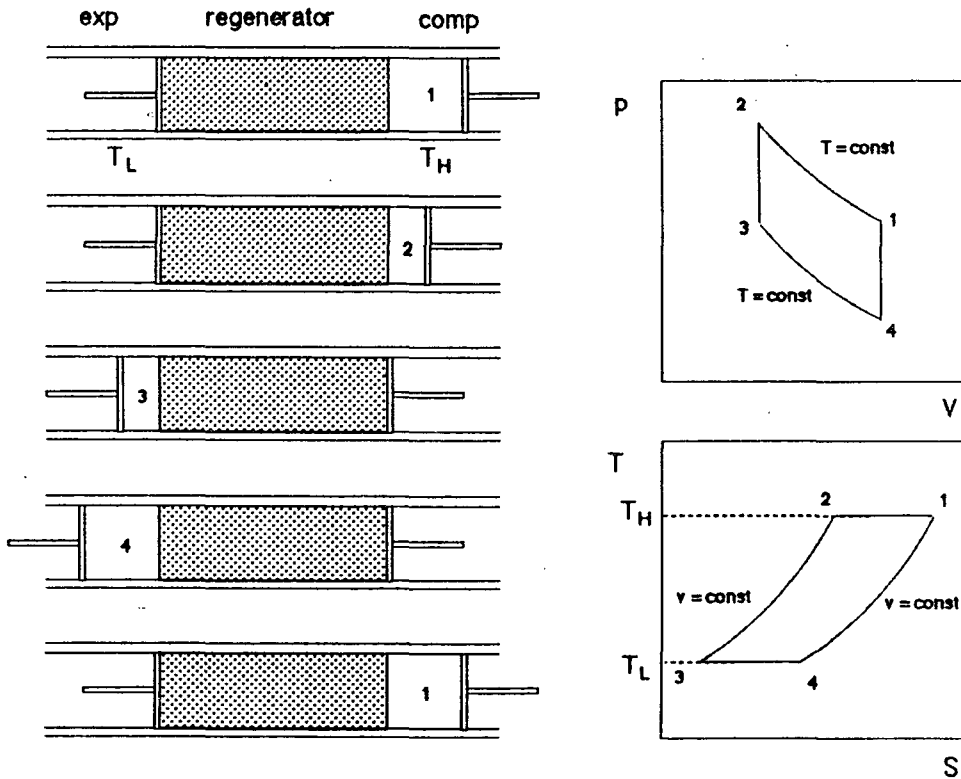 exp regenerator comp
1
T_L T_H
2
3
4
1
p
2
T = const
1
3
T = const
4
V
T
T_H
2 1
v = const
v = const
T_L
3 4
S